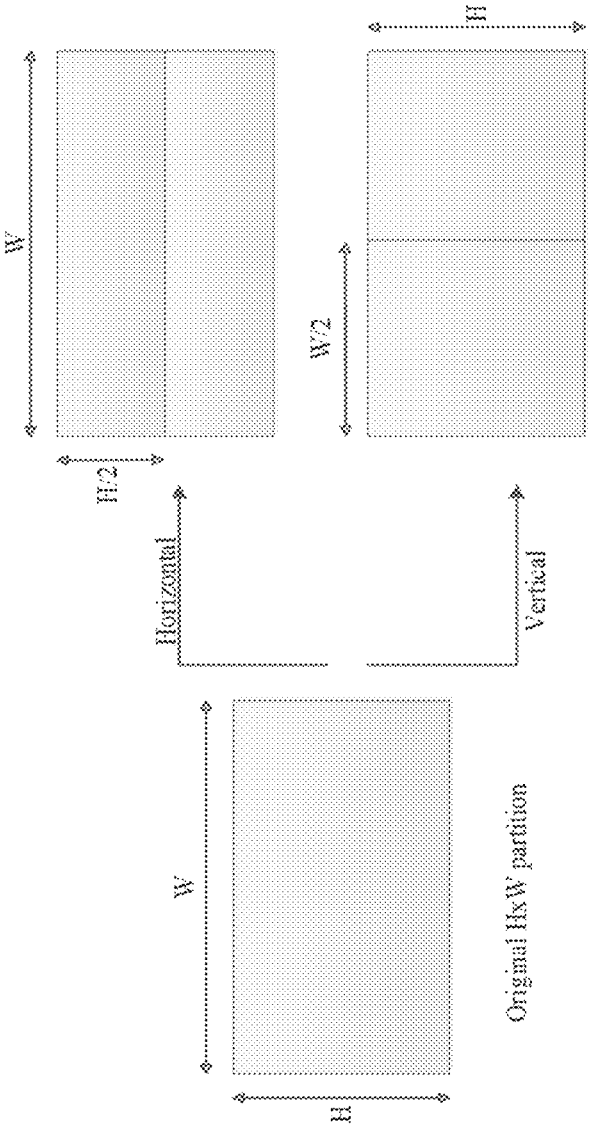 W
H
Original HxW partition
Horizontal
Vertical
W
H/2
W/2
H